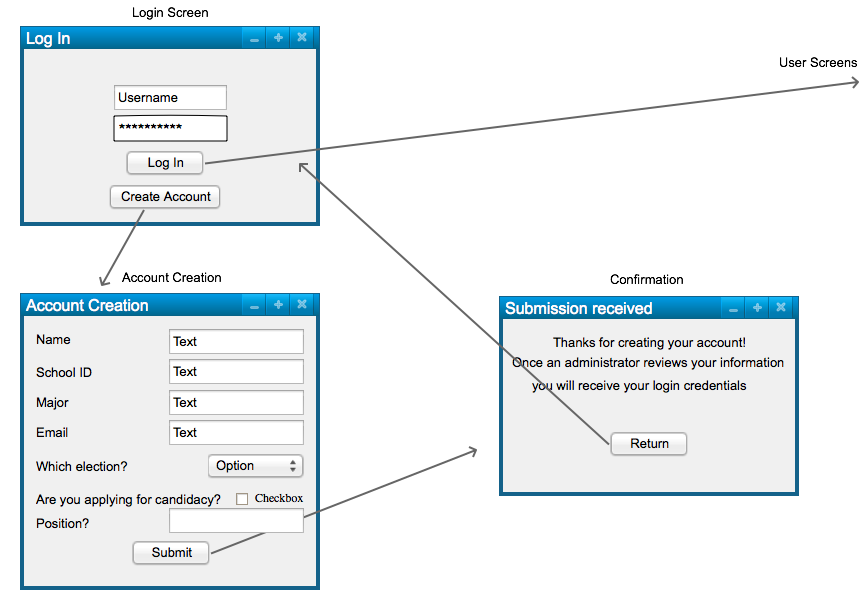 Login Screen
Log In
Username
**********
Log In
Create Account
User Screens
Account Creation
Account Creation
Name
Text
School ID
Text
Major
Text
Email
Text
Which election?
Option
Are you applying for candidacy?
Checkbox
Position?
Submit
Confirmation
Submission received
Thanks for creating your account!
Once an administrator reviews your information
you will receive your login credentials
Return